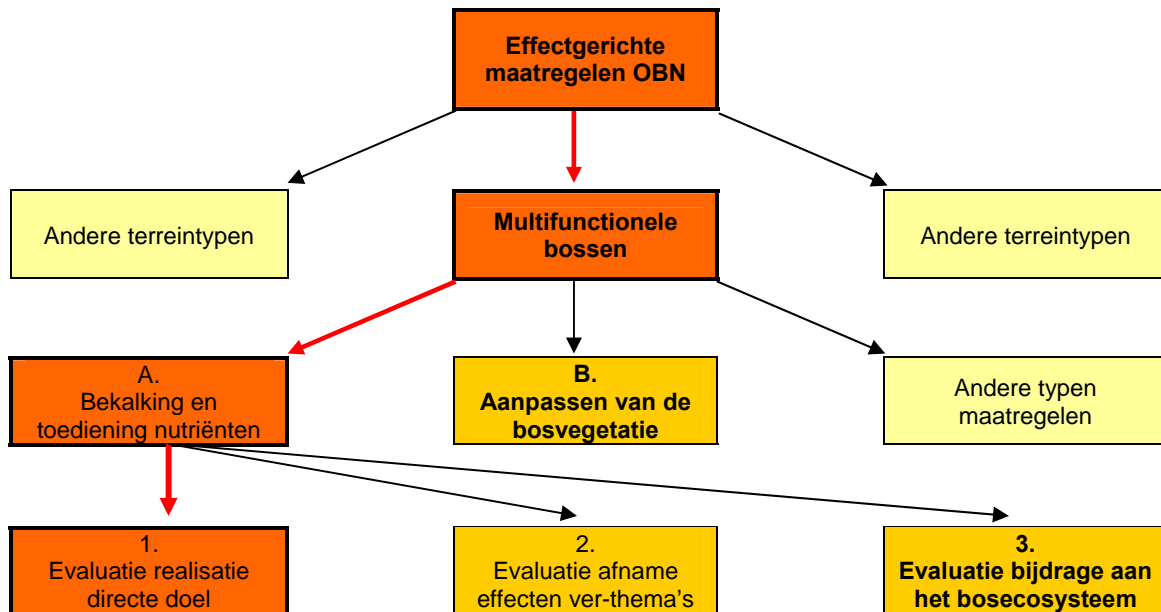 Effectgerichte
maatregelen OBN
Andere terreintypen
Multifunctionele
bossen
Andere terreintypen
A.
Bekalking en
toediening nutriënten
B.
Aanpassen van de
bosvegetatie
Andere typen
maatregelen
1.
Evaluatie realisatie
directe doel
2.
Evaluatie afname
effecten ver-thema's
3.
Evaluatie bijdrage aan
het bosecosysteem